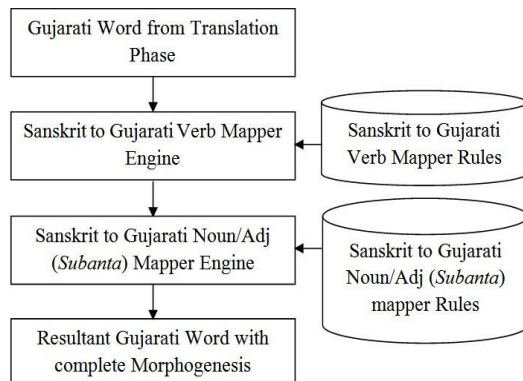 Gujarati Word from Translation
Phase
Sanskrit to Gujarati Verb Mapper
Engine
Sanskrit to Gujarati
Verb Mapper Rules
Sanskrit to Gujarati Noun/Adj
(Subanta) Mapper Engine
Sanskrit to Gujarati
Noun/Adj (Subanta)
mapper Rules
Resultant Gujarati Word with
complete Morphogenesis